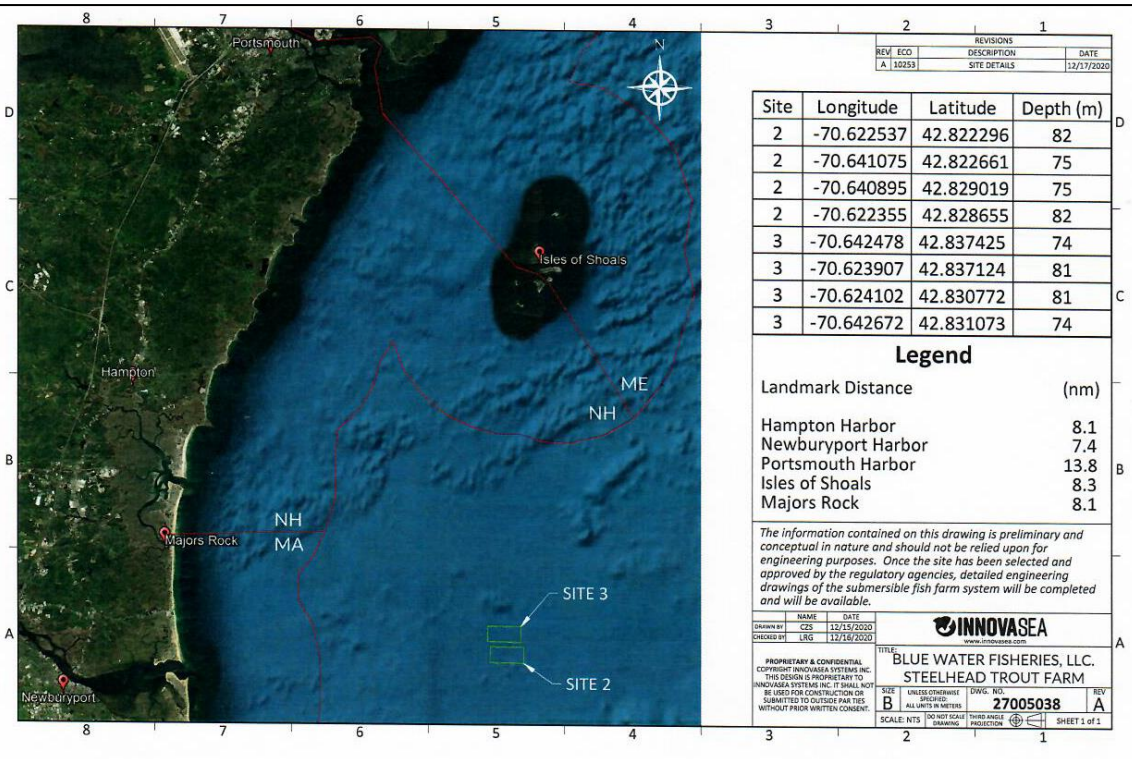 8 7 6 5 4 3 2 1
D
C
B
A
Portsmouth
N
Isles of Shoals
Hampton
ME
NH
NH
Majors Rock
MA
SITE 3
SITE 2
Newburyport
8 7 6 5 4 3 2 1
REVISIONS
REV ECO DESCRIPTION DATE
A 10253 SITE DETAILS 12/17/2020
Site Longitude Latitude Depth (m)
2 -70.622537 42.822296 82
2 -70.641075 42.822661 75
2 -70.640895 42.829019 75
2 -70.622355 42.828655 82
3 -70.642478 42.837425 74
3 -70.623907 42.837124 81
3 -70.624102 42.830772 81
3 -70.642672 42.831073 74
Legend
Landmark Distance (nm)
Hampton Harbor 8.1
Newburyport Harbor 7.4
Portsmouth Harbor 13.8
Isles of Shoals 8.3
Majors Rock 8.1
The information contained on this drawing is preliminary and
conceptual in nature and should not be relied upon for
engineering purposes. Once the site has been selected and
approved by the regulatory agencies, detailed engineering
drawings of the submersible fish farm system will be completed
and will be available.
NAME DATE
DRAWN BY CZS 12/15/2020
CHECKED BY LRG 12/16/2020
INNOVASEA
www.innovasea.com
PROPRIETARY & CONFIDENTIAL
COPYRIGHT INNOVASEA SYSTEMS INC.
THIS DESIGN IS PROPRIETARY TO
INNOVASEA SYSTEMS INC. IT SHALL NOT
BE USED FOR CONSTRUCTION OR
SUBMITTED TO OUTSIDE PARTIES
WITHOUT PRIOR WRITTEN CONSENT.
TITLE:
BLUE WATER FISHERIES, LLC.
STEELHEAD TROUT FARM
SIZE
B
UNLESS OTHERWISE
SPECIFIED:
ALL UNITS IN METERS
DWG. NO.
27005038
REV
A
SCALE: NTS
DO NOT SCALE
DRAWING
THIRD ANGLE
PROJECTION
SHEET 1 of 1
D
C
B
A